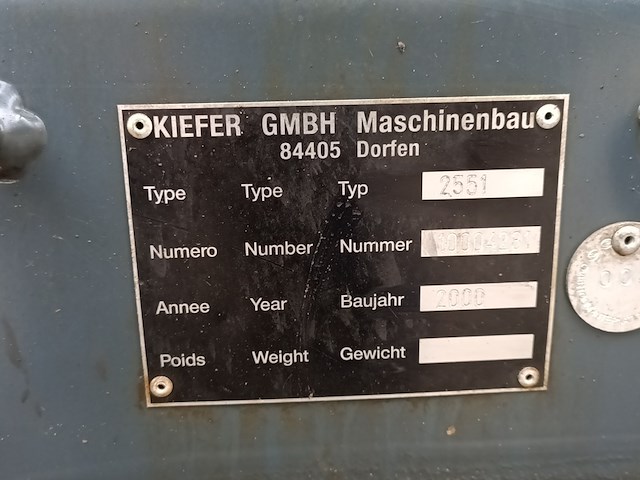 KIEFER GMBH Maschinenbau
84405 Dorfen
Type Type Typ 2551
Numero Number Nummer
Annee Year Baujahr 2000
Poids Weight Gewicht